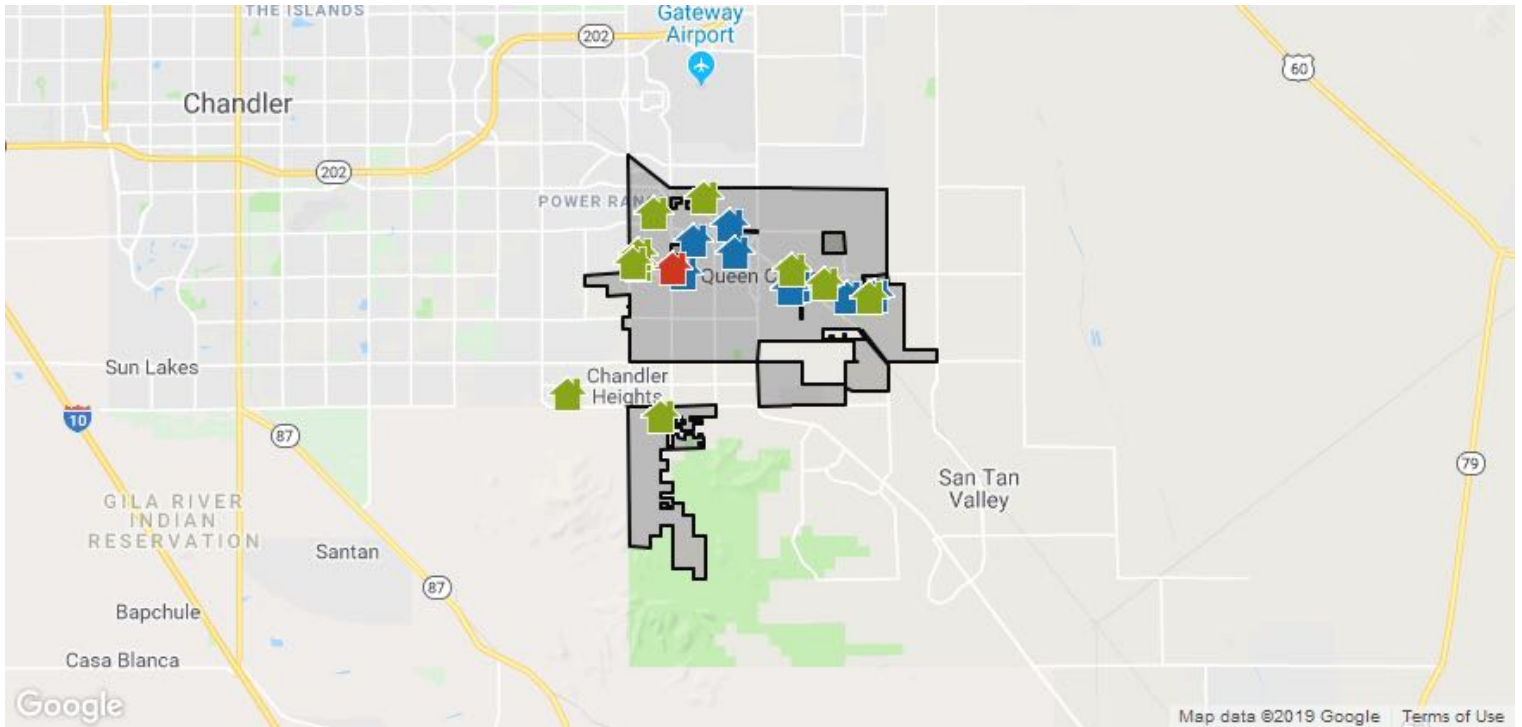 THE ISLANDS
Gateway
Airport
202
60
Chandler
202
POWER RAN
Queen C
Sun Lakes
Chandler
Heights
10
87
79
San Tan
Valley
GILA RIVER
INDIAN
RESERVATION
Santan
87
Bapchule
Casa Blanca
Google
Map data ©2019 Google
Terms of Use